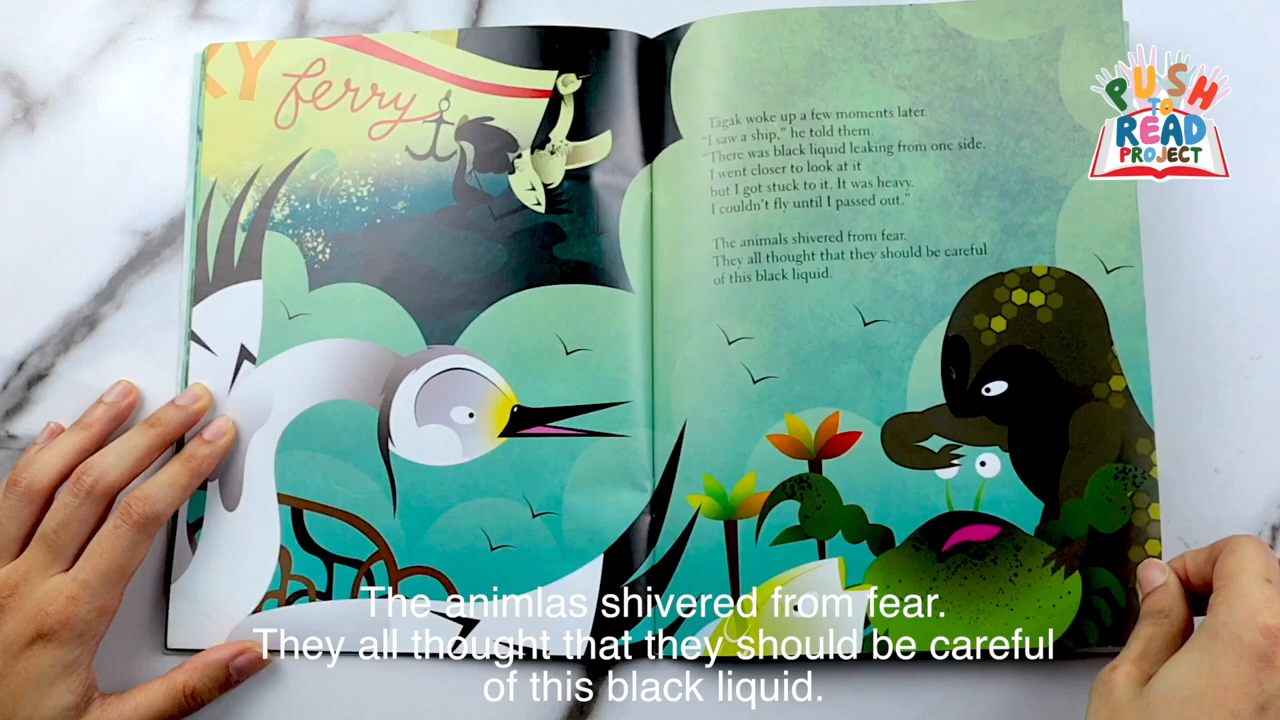 KY
ferry
Tagak woke up a few moments later.
"I saw a ship," he told them.
"There was black liquid leaking from one side.
I went closer to look at it
but I got stuck to it. It was heavy.
I couldn't fly until I passed out."
The animals shivered from fear.
They all thought that they should be careful
of this black liquid.
PUSH
TO
READ
PROJECT
The animlas shivered from fear.
They all thought that they should be careful
of this black liquid.